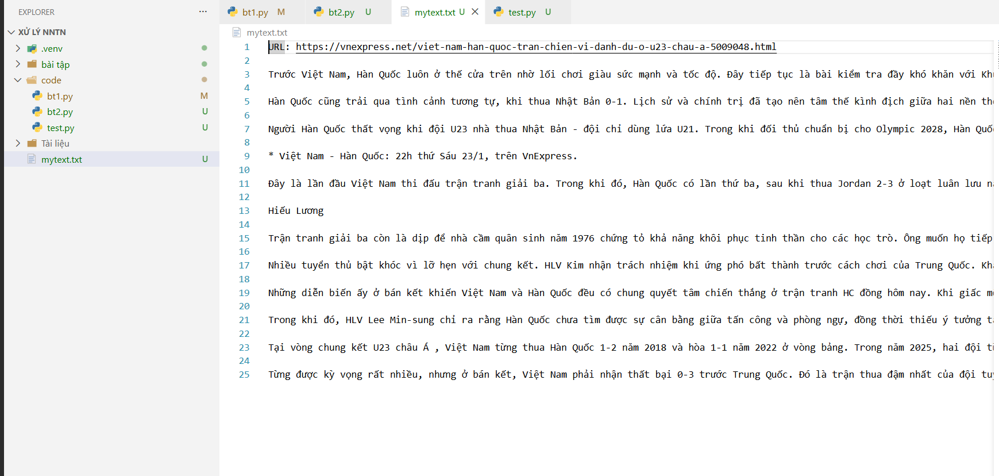 EXPLORER
...
XỬ LÝ NNTN
.venv
bài tập
code
bt1.py M
bt2.py U
test.py U
Tài liệu
mytext.txt U
bt1.py M
bt2.py U
mytext.txt U
test.py U
mytext.txt
1 URL: https://vnexpress.net/viet-nam-han-quoc-tran-chien-vi-danh-du-o-u23-chau-a-5009048.html
2
3 Trước Việt Nam, Hàn Quốc luôn ở thế cửa trên nhờ lối chơi giàu sức mạnh và tốc độ. Đây tiếp tục là bài kiểm tra đầy khó khăn với
4
5 Hàn Quốc cũng trải qua tình cảnh tương tự, khi thua Nhật Bản 0-1. Lịch sử và chính trị đã tạo nên tâm thế kình địch giữa hai nền
6
7 Người Hàn Quốc thất vọng khi đội U23 nhà thua Nhật Bản - đội chỉ dùng lứa U21. Trong khi đối thủ chuẩn bị cho Olympic 2028, Hàn
8
9 * Việt Nam - Hàn Quốc: 22h thứ Sáu 23/1, trên VnExpress.
10
11 Đây là lần đầu Việt Nam thi đấu trận tranh giải ba. Trong khi đó, Hàn Quốc có lần thứ ba, sau khi thua Jordan 2-3 ở loạt luân lưu
12
13 Hiếu Lương
14
15 Trận tranh giải ba còn là dịp để nhà cầm quân sinh năm 1976 chứng tỏ khả năng khôi phục tinh thần cho các học trò. Ông muốn họ tiếp
16
17 Nhiều tuyển thủ bật khóc vì lỡ hẹn với chung kết. HLV Kim nhận trách nhiệm khi ứng phó bất thành trước cách chơi của Trung Quốc.
18
19 Những diễn biến ấy ở bán kết khiến Việt Nam và Hàn Quốc đều có chung quyết tâm chiến thắng ở trận tranh HC đồng hôm nay. Khi giấc
20
21 Trong khi đó, HLV Lee Min-sung chỉ ra rằng Hàn Quốc chưa tìm được sự cân bằng giữa tấn công và phòng ngự, đồng thời thiếu ý tưởng
22
23 Tại vòng chung kết U23 châu Á , Việt Nam từng thua Hàn Quốc 1-2 năm 2018 và hòa 1-1 năm 2022 ở vòng bảng. Trong năm 2025, hai đội
24
25 Từng được kỳ vọng rất nhiều, nhưng ở bán kết, Việt Nam phải nhận thất bại 0-3 trước Trung Quốc. Đó là trận thua đậm nhất của đội